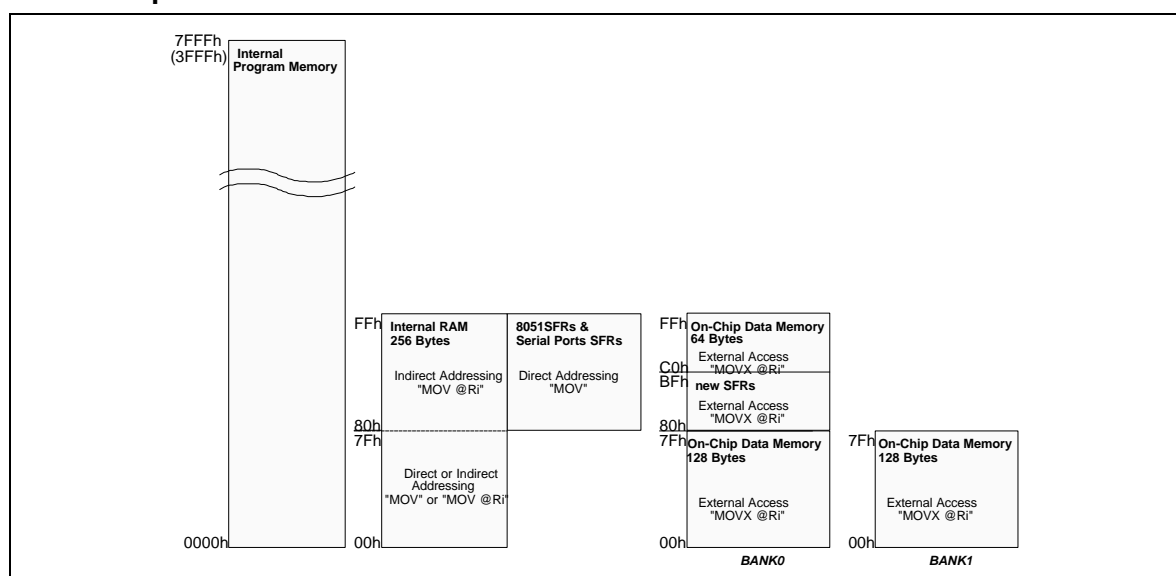 7FFFh
(3FFFh)
Internal
Program Memory
0000h
FFh
Internal RAM
256 Bytes
Indirect Addressing
"MOV @Ri"
80h
7Fh
Direct or Indirect
Addressing
"MOV" or "MOV @Ri"
00h
8051SFRs &
Serial Ports SFRs
Direct Addressing
"MOV"
FFh
On-Chip Data Memory
64 Bytes
External Access
"MOVX @Ri"
C0h
BFh
new SFRs
External Access
"MOVX @Ri"
80h
7Fh
On-Chip Data Memory
128 Bytes
External Access
"MOVX @Ri"
00h
BANK0
7Fh
On-Chip Data Memory
128 Bytes
External Access
"MOVX @Ri"
00h
BANK1